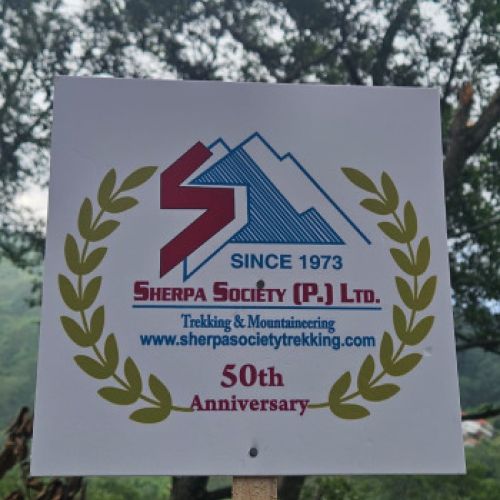 SINCE 1973
SHERPA SOCIETY (P.) LTD.
Trekking & Mountaineering
www.sherpasocietytrekking.com
50th
Anniversary